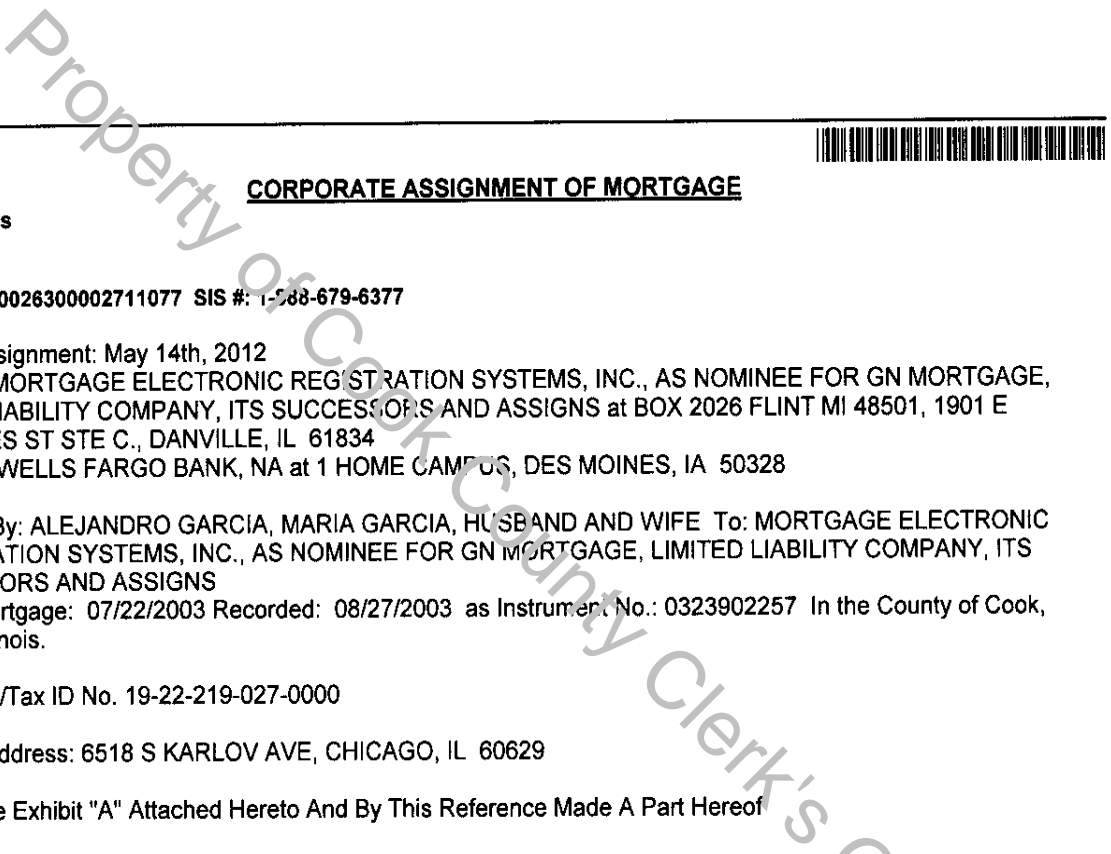 CORPORATE ASSIGNMENT OF MORTGAGE
s
0026300002711077 SIS #: 1-888-679-6377
signment: May 14th, 2012
MORTGAGE ELECTRONIC REGISTRATION SYSTEMS, INC., AS NOMINEE FOR GN MORTGAGE,
IABILITY COMPANY, ITS SUCCESSORS AND ASSIGNS at BOX 2026 FLINT MI 48501, 1901 E
ES ST STE C., DANVILLE, IL 61834
WELLS FARGO BANK, NA at 1 HOME CAMPUS, DES MOINES, IA 50328
By: ALEJANDRO GARCIA, MARIA GARCIA, HUSBAND AND WIFE To: MORTGAGE ELECTRONIC
ATION SYSTEMS, INC., AS NOMINEE FOR GN MORTGAGE, LIMITED LIABILITY COMPANY, ITS
ORS AND ASSIGNS
rtgage: 07/22/2003 Recorded: 08/27/2003 as Instrument No.: 0323902257 In the County of Cook,
nois.
/Tax ID No. 19-22-219-027-0000
ddress: 6518 S KARLOV AVE, CHICAGO, IL 60629
e Exhibit "A" Attached Hereto And By This Reference Made A Part Hereof
Property of Cook County Clerk's